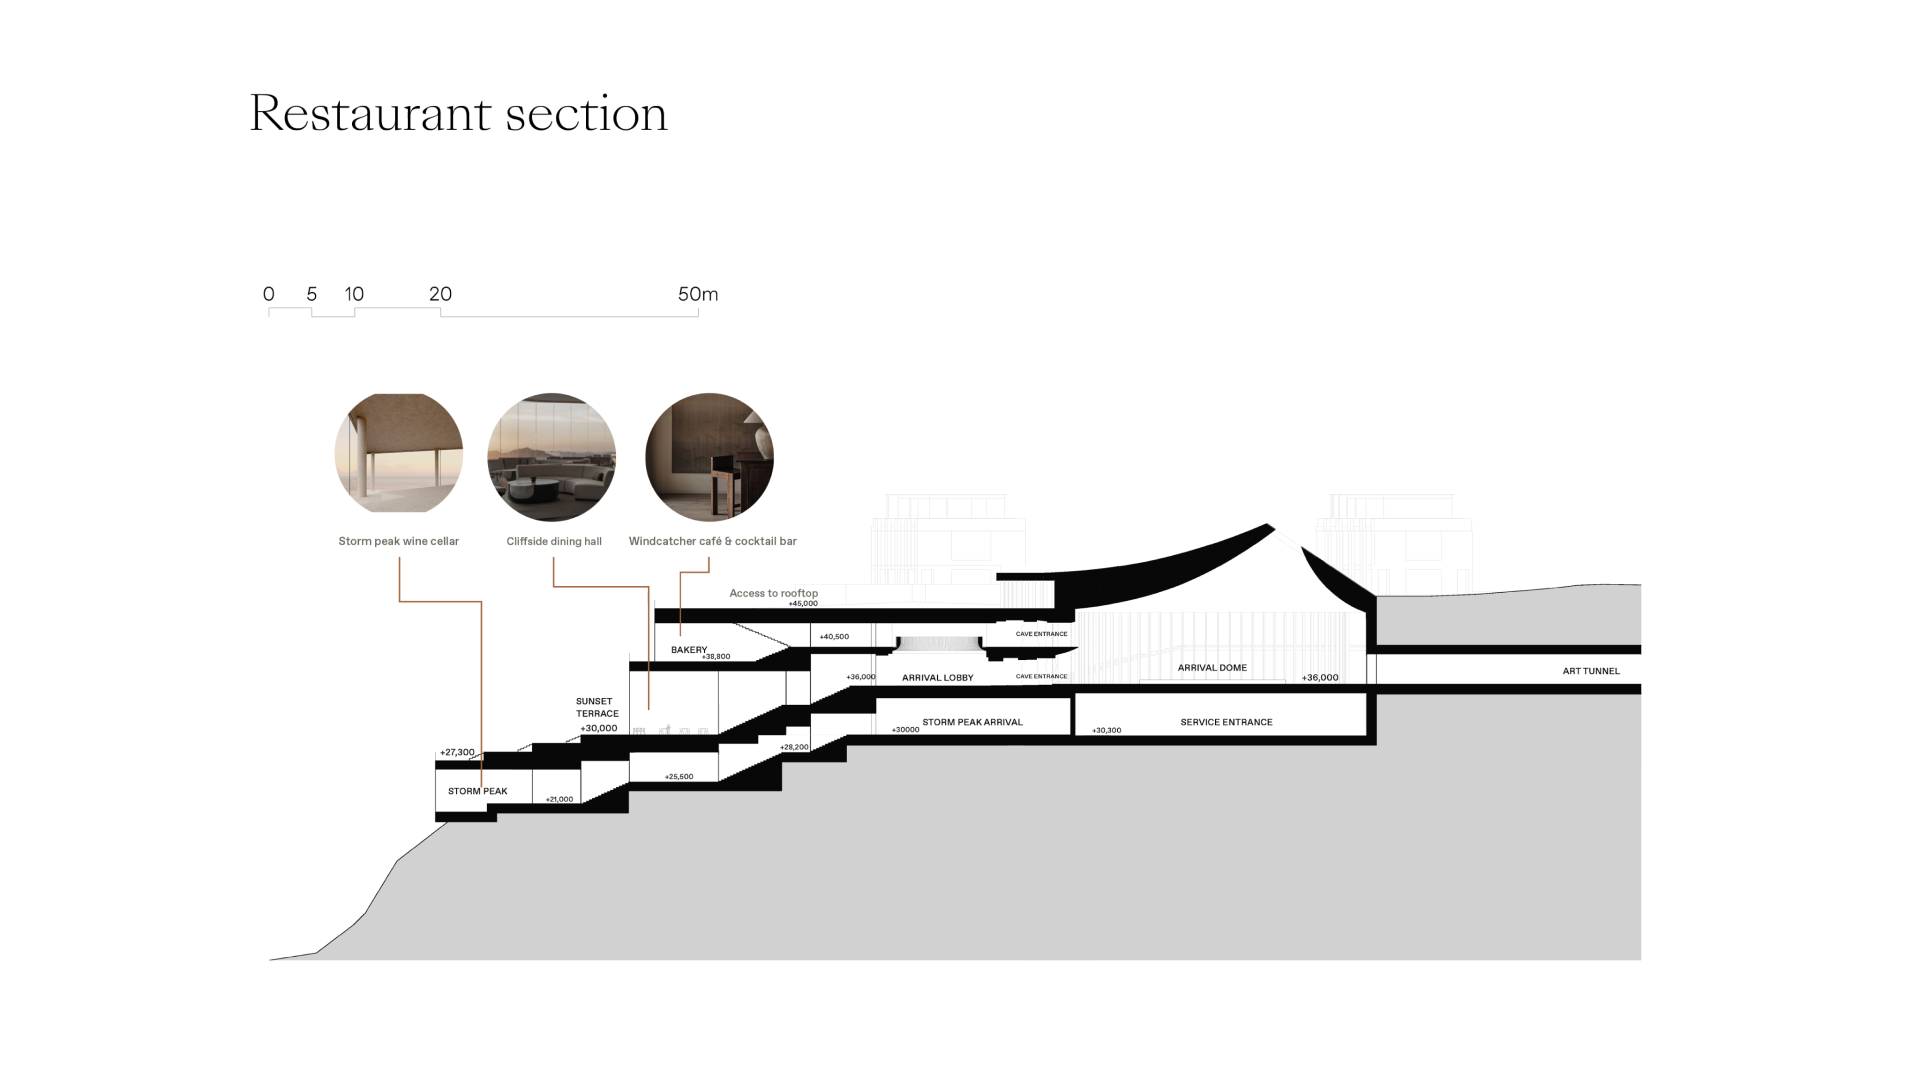 Restaurant section
0 5 10 20 50m
Storm peak wine cellar
Cliffside dining hall
Windcatcher café & cocktail bar
Access to rooftop
+45,000
+40,500
CAVE ENTRANCE
BAKERY
+38,800
ARRIVAL DOME
+36,000
ARRIVAL LOBBY
CAVE ENTRANCE
+36,000
ART TUNNEL
SUNSET
TERRACE
+30,000
STORM PEAK ARRIVAL
+30000
SERVICE ENTRANCE
+30,300
+27,300
+28,200
+25,500
STORM PEAK
+21,000